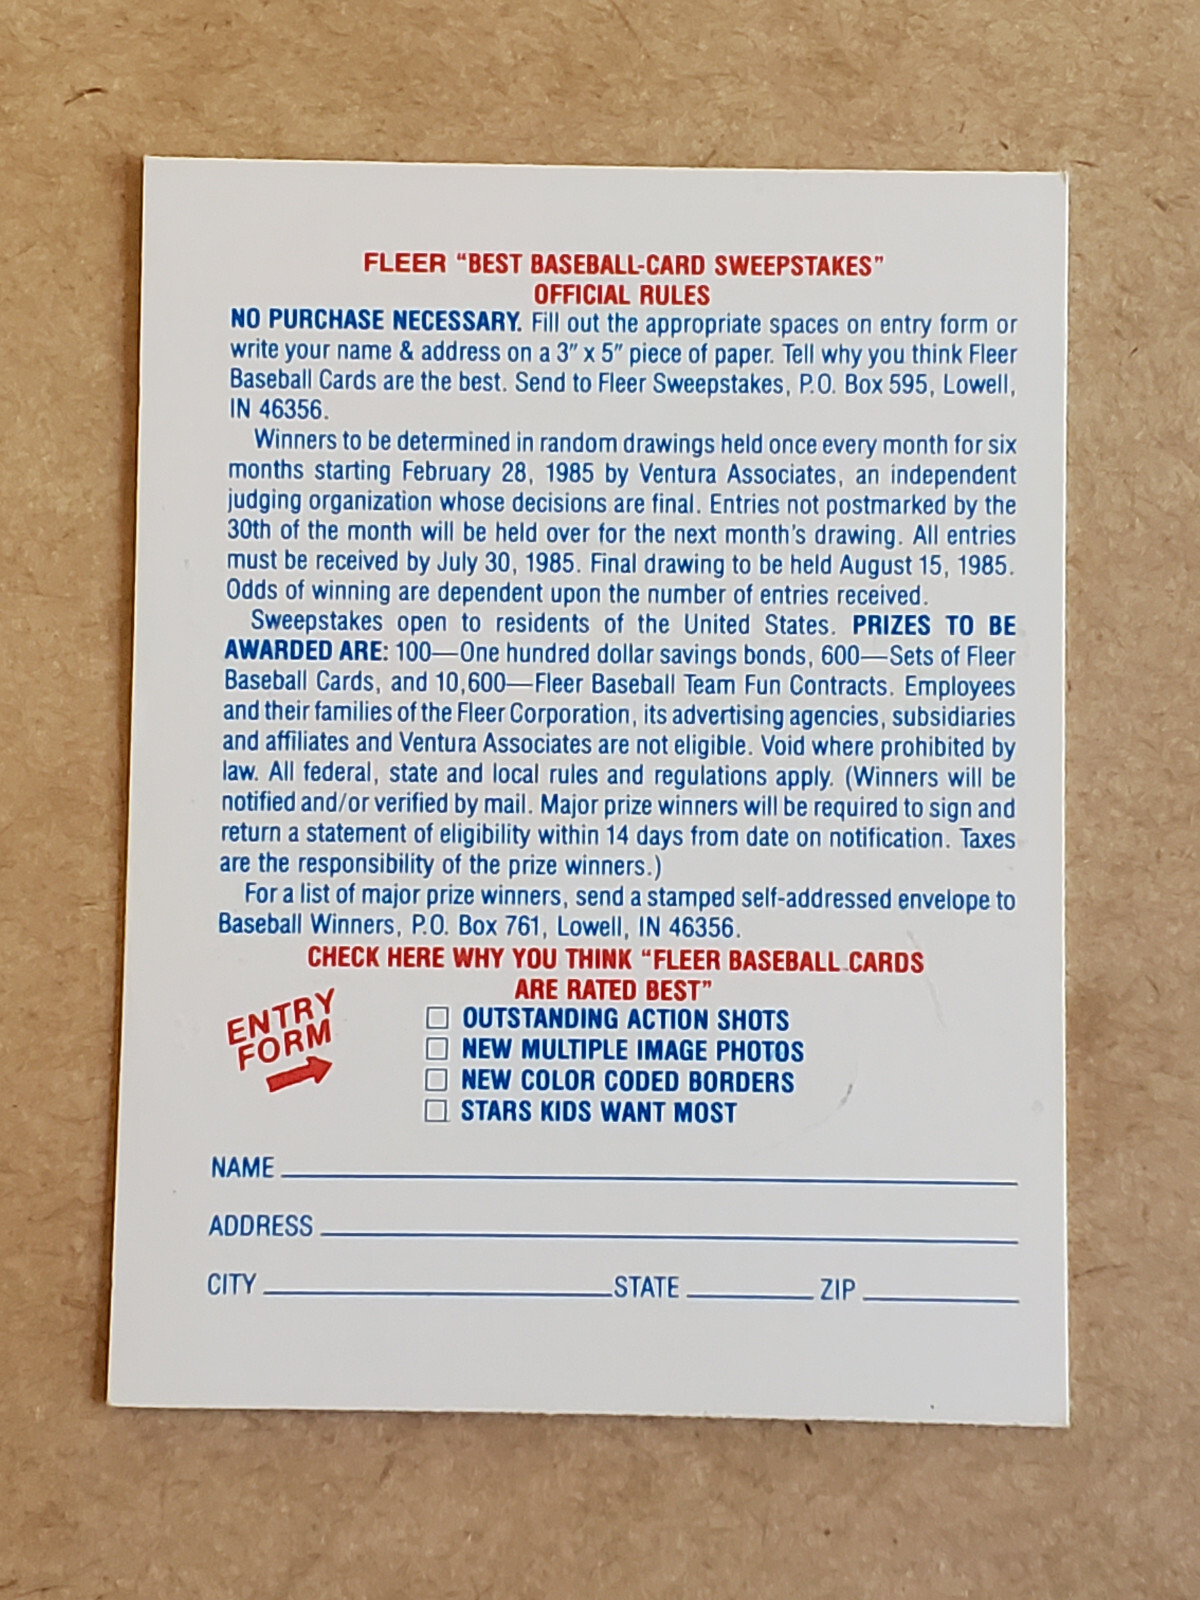 FLEER “BEST BASEBALL-CARD SWEEPSTAKES”
OFFICIAL RULES
NO PURCHASE NECESSARY. Fill out the appropriate spaces on entry form or
write your name & address on a 3″ x 5″ piece of paper. Tell why you think Fleer
Baseball Cards are the best. Send to Fleer Sweepstakes, P.O. Box 595, Lowell,
IN 46356.
Winners to be determined in random drawings held once every month for six
months starting February 28, 1985 by Ventura Associates, an independent
judging organization whose decisions are final. Entries not postmarked by the
30th of the month will be held over for the next month's drawing. All entries
must be received by July 30, 1985. Final drawing to be held August 15, 1985.
Odds of winning are dependent upon the number of entries received.
Sweepstakes open to residents of the United States. PRIZES TO BE
AWARDED ARE: 100—One hundred dollar savings bonds, 600—Sets of Fleer
Baseball Cards, and 10,600—Fleer Baseball Team Fun Contracts. Employees
and their families of the Fleer Corporation, its advertising agencies, subsidiaries
and affiliates and Ventura Associates are not eligible. Void where prohibited by
law. All federal, state and local rules and regulations apply. (Winners will be
notified and/or verified by mail. Major prize winners will be required to sign and
return a statement of eligibility within 14 days from date on notification. Taxes
are the responsibility of the prize winners.)
For a list of major prize winners, send a stamped self-addressed envelope to
Baseball Winners, P.O. Box 761, Lowell, IN 46356.
CHECK HERE WHY YOU THINK “FLEER BASEBALL CARDS
ARE RATED BEST”
ENTRY
FORM
OUTSTANDING ACTION SHOTS
NEW MULTIPLE IMAGE PHOTOS
NEW COLOR CODED BORDERS
STARS KIDS WANT MOST
NAME
ADDRESS
CITY STATE ZIP